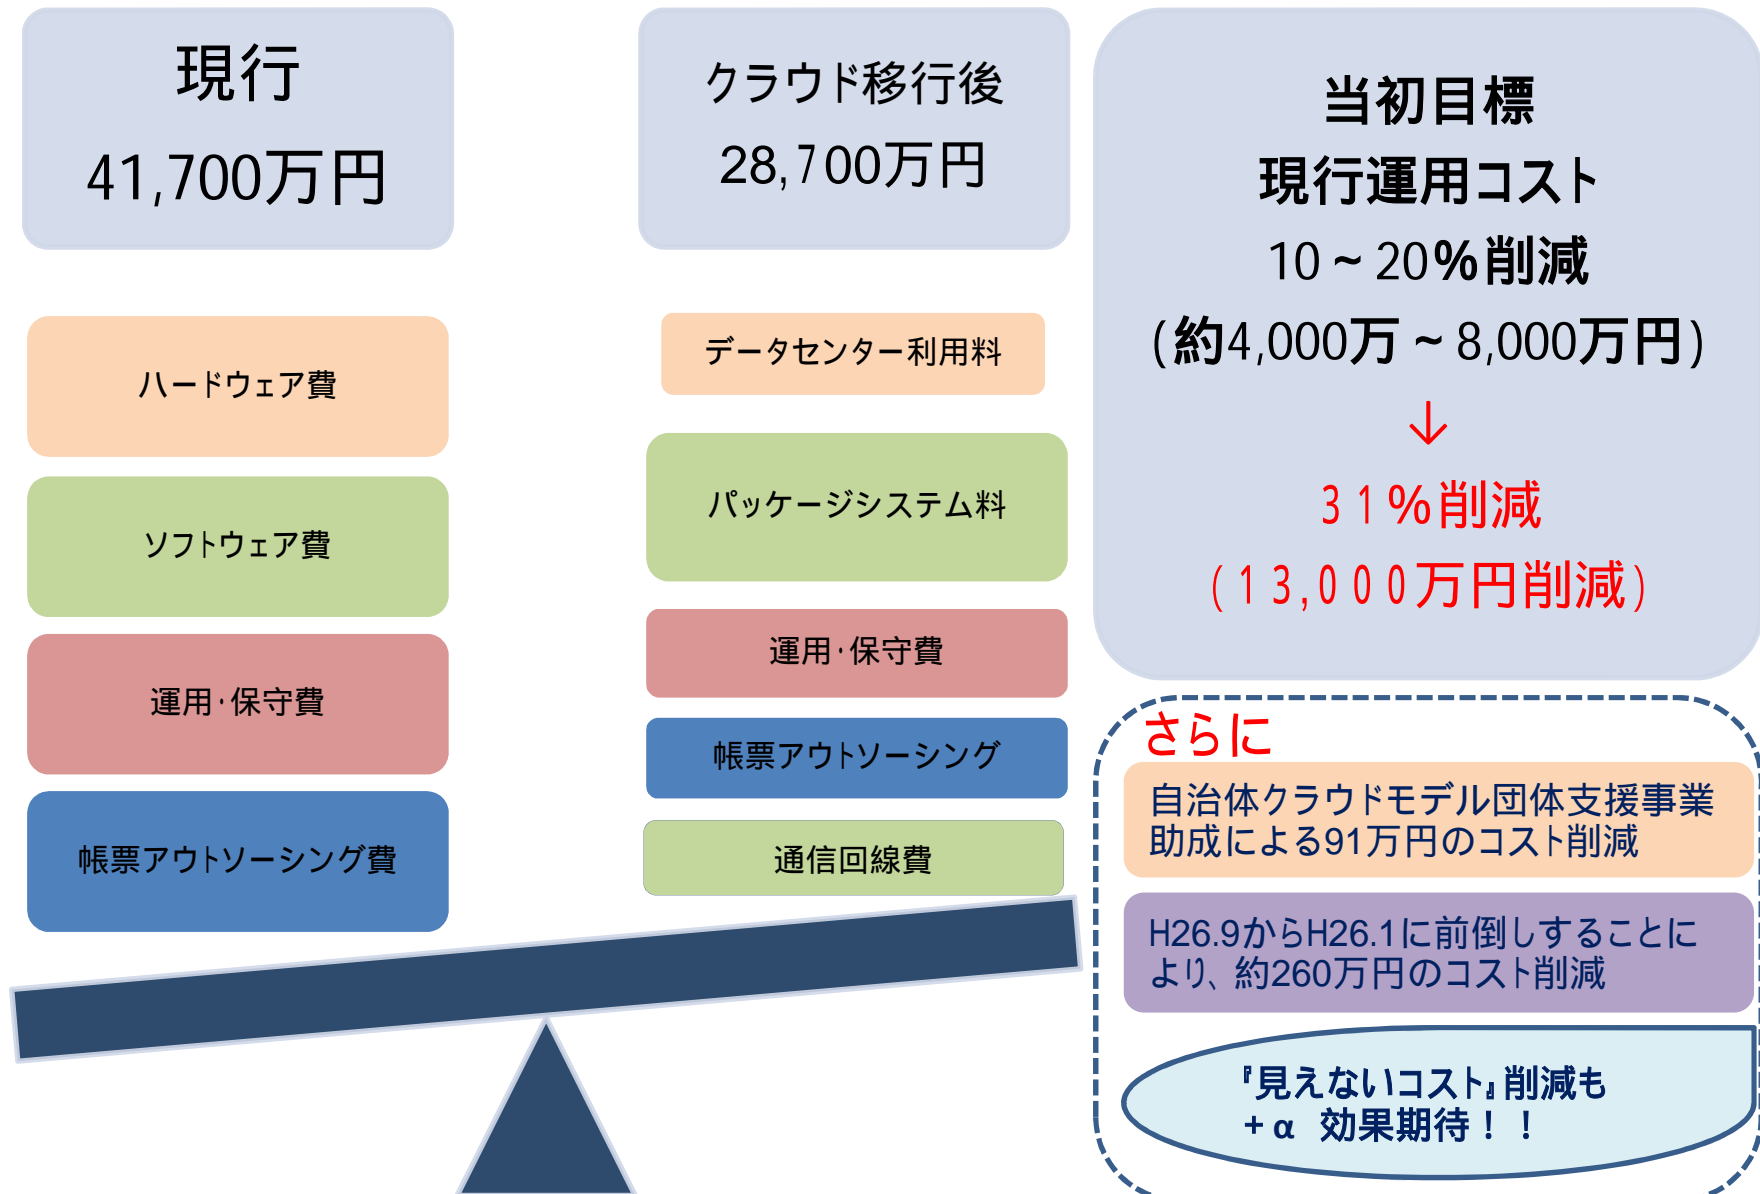 現行
41,700万円
クラウド移行後
28,700万円
当初目標
現行運用コスト
10~20%削減
(約4,000万~8,000万円)
↓
31%削減
(13,000万円削減)
ハードウェア費
ソフトウェア費
運用・保守費
帳票アウトソーシング費
データセンター利用料
パッケージシステム料
運用・保守費
帳票アウトソーシング
通信回線費
さらに
自治体クラウドモデル団体支援事業
助成による91万円のコスト削減
H26.9からH26.1に前倒しすることに
より、約260万円のコスト削減
『見えないコスト』削減も
+α 効果期待!!